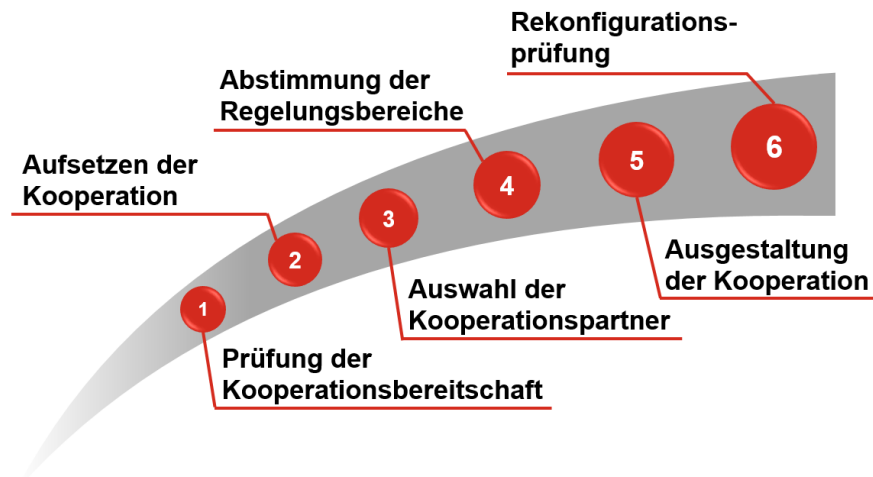 Rekonfigurations-
prüfung
6
Abstimmung der
Regelungsbereiche
4
5
Aufsetzen der
Kooperation
2
3
Ausgestaltung
der Kooperation
Auswahl der
Kooperationspartner
1
Prüfung der
Kooperationsbereitschaft